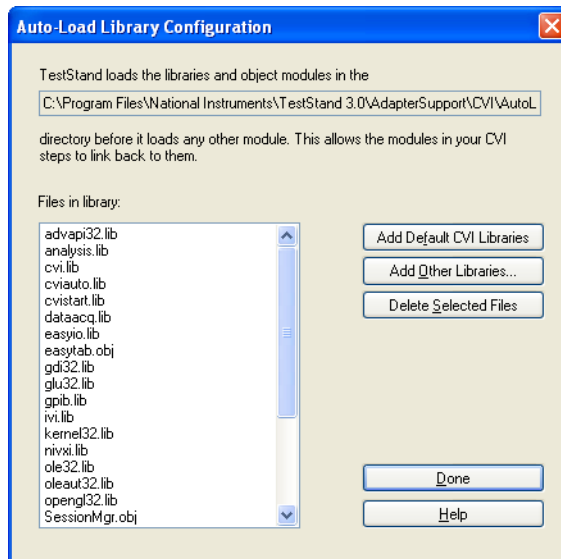 Auto-Load Library Configuration
TestStand loads the libraries and object modules in the
C:\Program Files\National Instruments\TestStand 3.0\AdapterSupport\CVI\AutoL
directory before it loads any other module. This allows the modules in your CVI
steps to link back to them.
Files in library:
advapi32.lib
analysis.lib
cvi.lib
cviauto.lib
cvistart.lib
dataacq.lib
easyio.lib
easytab.obj
gdi32.lib
glu32.lib
gpib.lib
ivi.lib
kernel32.lib
nivxi.lib
ole32.lib
oleaut32.lib
opengl32.lib
SessionMgr.obj
Add Default CVI Libraries
Add Other Libraries...
Delete Selected Files
Done
Help